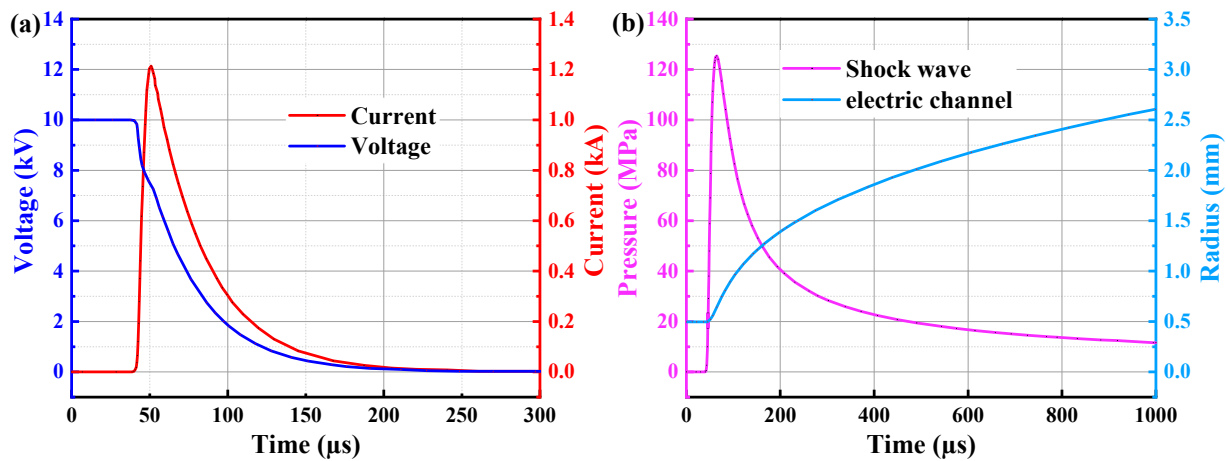 (a)
Voltage (kV)
14
12
10
8
6
4
2
0
Current
Voltage
1.4
1.2
1.0
0.8
0.6
0.4
0.2
0.0
Current (kA)
0 50 100 150 200 250 300
Time (μs)
(b)
Pressure (MPa)
140
120
100
80
60
40
20
0
Shock wave
electric channel
3.5
3.0
2.5
2.0
1.5
1.0
0.5
0.0
Radius (mm)
0 200 400 600 800 1000
Time (μs)